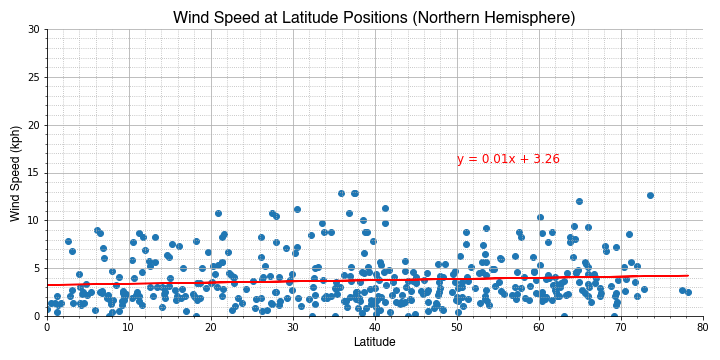 Wind Speed at Latitude Positions (Northern Hemisphere)
30
25
20
15
10
5
0
Wind Speed (kph)
y = 0.01x + 3.26
0 10 20 30 40 50 60 70 80
Latitude